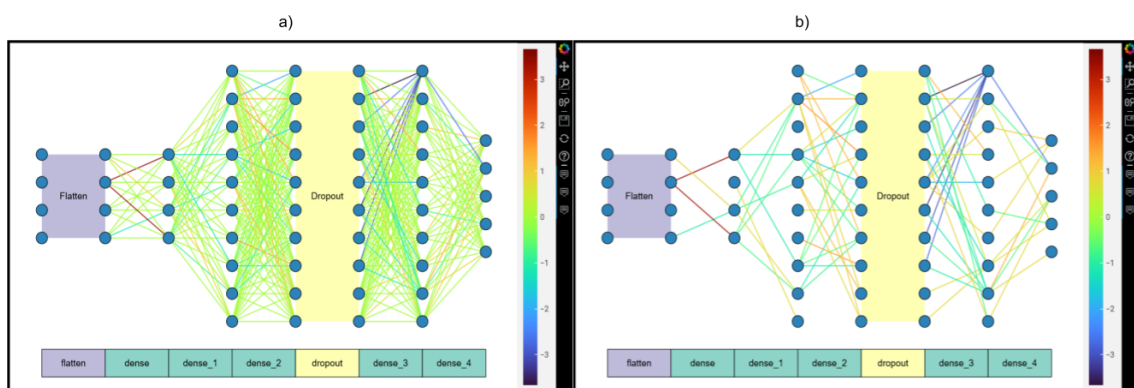 a)
b)
Flatten
Dropout
3
2
1
0
−1
−2
−3
flatten dense dense_1 dense_2 dropout dense_3 dense_4
Flatten
Dropout
3
2
1
0
−1
−2
−3
flatten dense dense_1 dense_2 dropout dense_3 dense_4